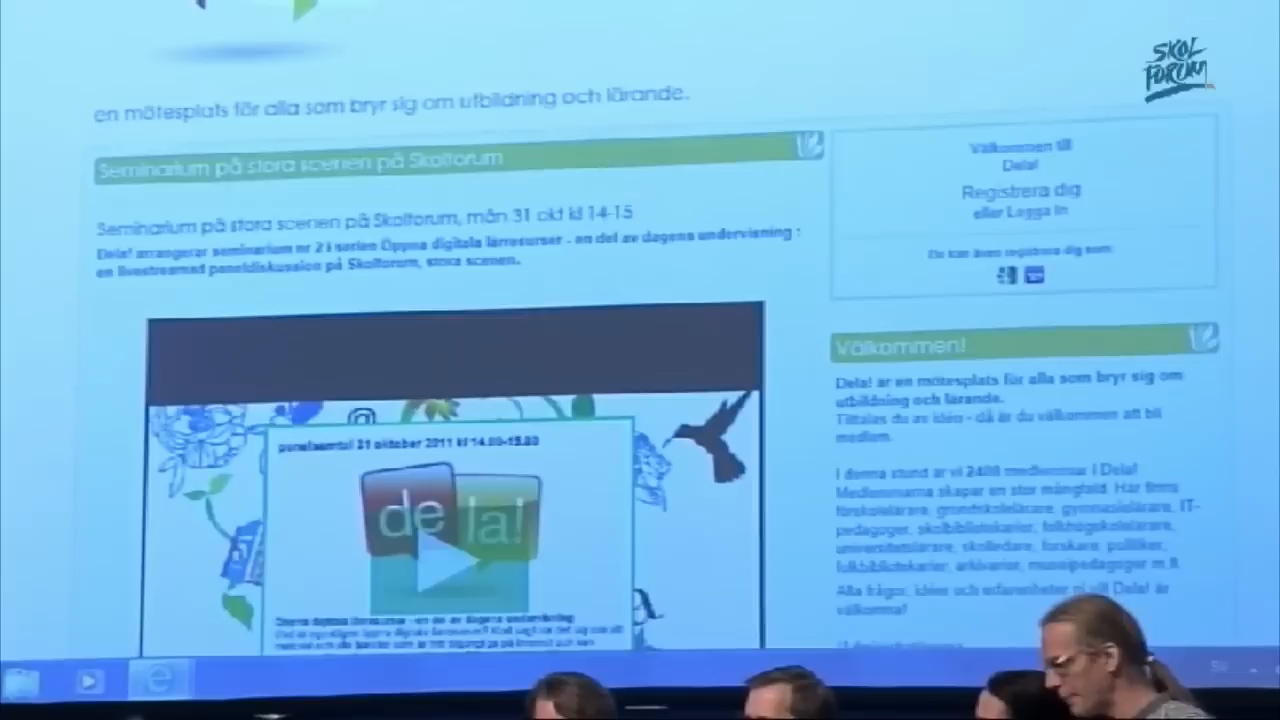 SKOL
FORUM
en mötesplats för alla som bryr sig om utbildning och lärande.
Seminarium på stora scenen på Skolforum
Seminarium på stora scenen på Skolforum, mån 31 okt kl 14-15
Dela! arrangerar seminarium nr 2 i serien Öppna digitala lärresurser - en del av dagens undervisning :
en livestreamad paneldiskussion på Skolforum, stora scenen.
panelsamtal 31 oktober 2011 kl 14.00-15.00
de la!
Öppna digitala lärresurser - en del av dagens undervisning
Välkommen till
Dela!
Registrera dig
eller Logga in
Du kan även registrera dig som:
Välkommen!
Dela! är en mötesplats för alla som bryr sig om
utbildning och lärande.
Tilltalas du av idén - då är du välkommen att bli
medlem.
I denna stund är vi 2488 medlemmar i Dela!
Medlemmarna skapar en stor mångfald. Här finns
förskolelärare, grundskolelärare, gymnasielärare, IT-
pedagoger, skolbibliotekarier, folkhögskolelärare,
universitetslärare, skolledare, forskare, politiker,
folkbibliotekarier, arkivarier, museipedagoger m.fl.
Alla frågor, idéer och erfarenheter ni vill Dela! är
välkomna!